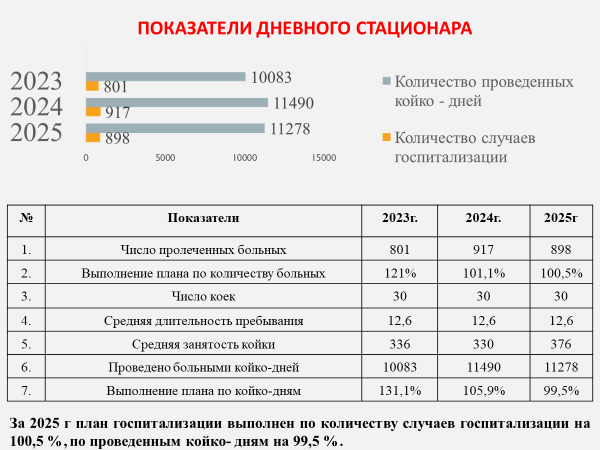 ПОКАЗАТЕЛИ ДНЕВНОГО СТАЦИОНАРА
2023
10083
801
2024
11490
917
2025
11278
898
0 5000 10000 15000
Количество проведенных
койко - дней
Количество случаев
госпитализации
№ Показатели 2023г. 2024г. 2025г
1. Число пролеченных больных 801 917 898
2. Выполнение плана по количеству больных 121% 101,1% 100,5%
3. Число коек 30 30 30
4. Средняя длительность пребывания 12,6 12,6 12,6
5. Средняя занятость койки 336 330 376
6. Проведено больными койко-дней 10083 11490 11278
7. Выполнение плана по койко-дням 131,1% 105,9% 99,5%
За 2025 г план госпитализации выполнен по количеству случаев госпитализации на
100,5 %, по проведенным койко- дням на 99,5 %.